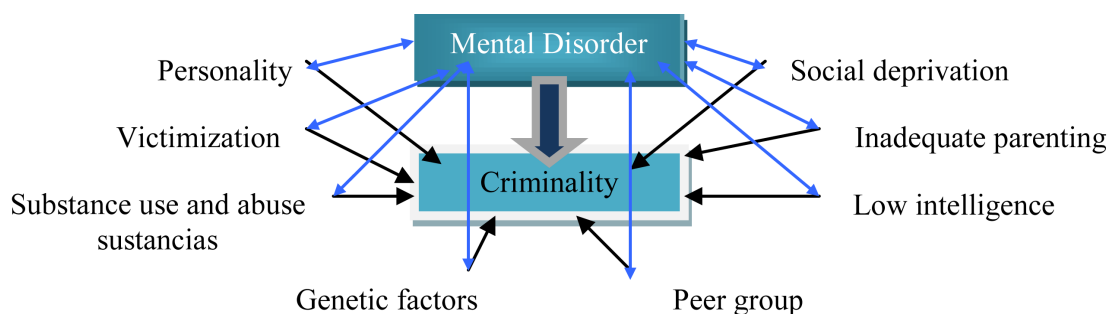 Mental Disorder
Personality
Social deprivation
Victimization
Inadequate parenting
Criminality
Substance use and abuse
sustancias
Low intelligence
Genetic factors
Peer group